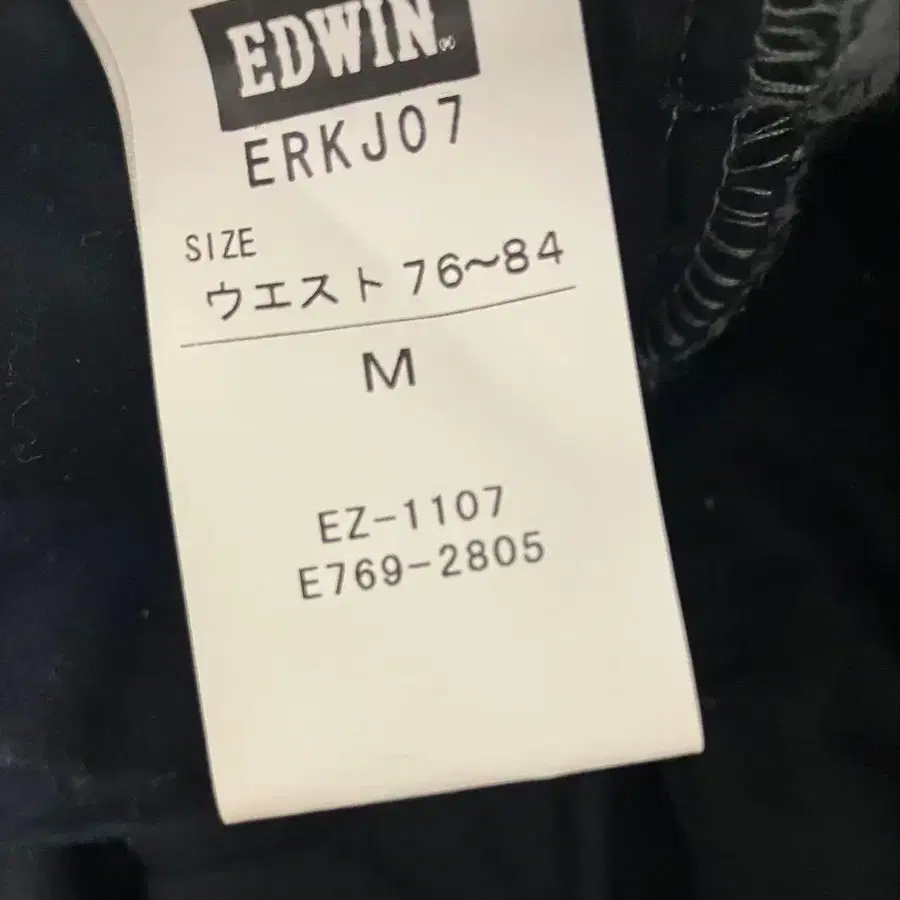 EDWIN®
ERKJ07
SIZE
ウエスト 76~84
M
EZ-1107
E769-2805